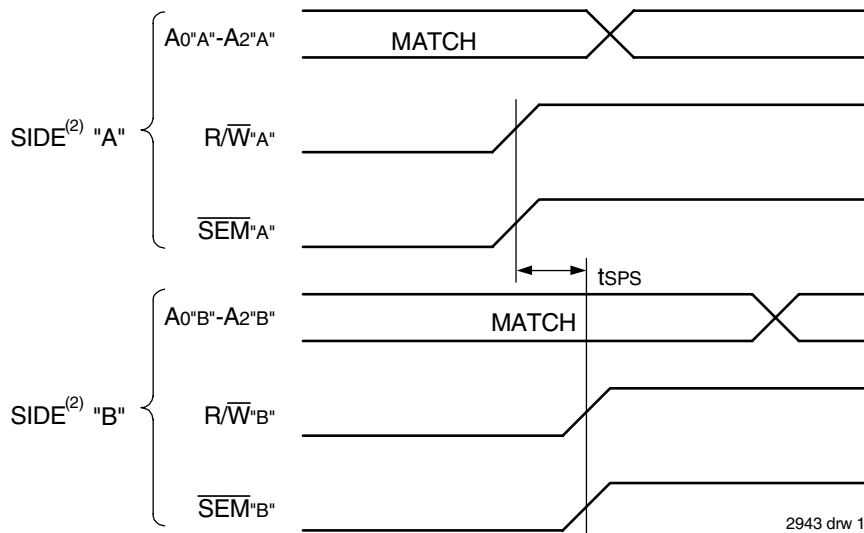 A0"A"-A2"A"
MATCH
SIDE(2) "A"
R/W"A"
SEM"A"
tSPS
A0"B"-A2"B"
MATCH
SIDE(2) "B"
R/W"B"
SEM"B"
2943 drw 1